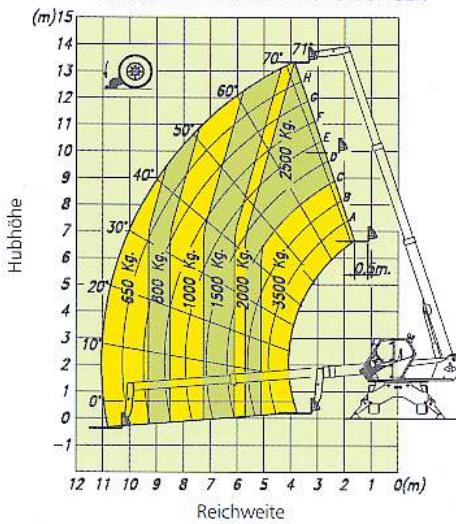 (m)15
14
13
12
11
10
9
8
7
6
5
4
3
2
1
0
-1
Hubhöhe
71°
70°
60°
50°
40°
30°
20°
10°
0°
H
G
F
E
D
C
B
A
650 Kg.
800 Kg.
1000 Kg.
1500 Kg.
2000 Kg.
2500 Kg.
3500 Kg.
0.5m.
12 11 10 9 8 7 6 5 4 3 2 1 0(m)
Reichweite